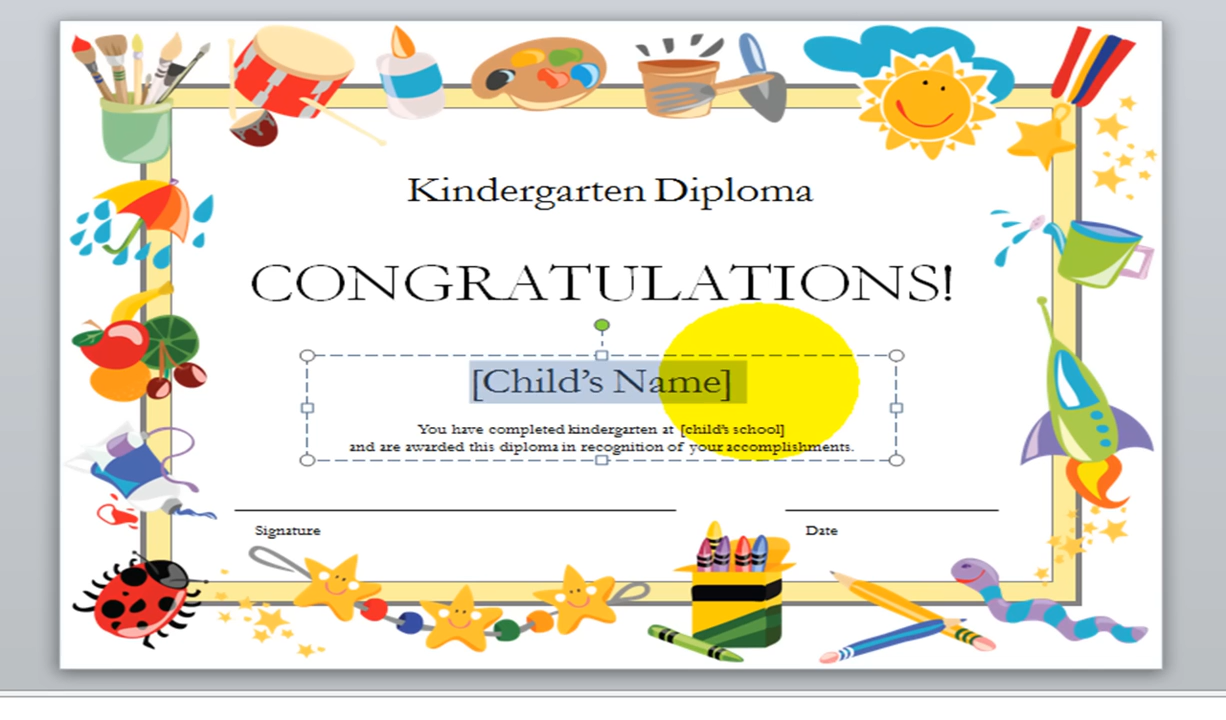 Kindergarten Diploma
CONGRATULATIONS!
[Child's Name]
You have completed kindergarten at [child's school]
and are awarded this diploma in recognition of your accomplishments.
Signature
Date